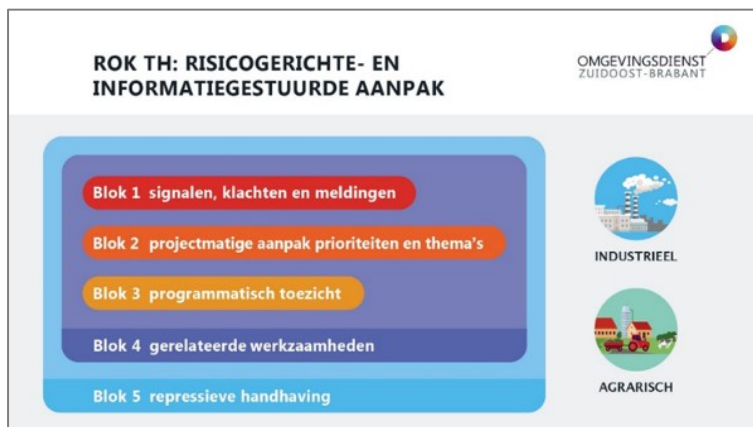 ROK TH: RISICOGERICHTE- EN
INFORMATIEGESTUURDE AANPAK
OMGEVINGSDIENST
ZUIDOOST-BRABANT
Blok 1 signalen, klachten en meldingen
Blok 2 projectmatige aanpak prioriteiten en thema's
Blok 3 programmatisch toezicht
Blok 4 gerelateerde werkzaamheden
Blok 5 repressieve handhaving
INDUSTRIEEL
AGRARISCH